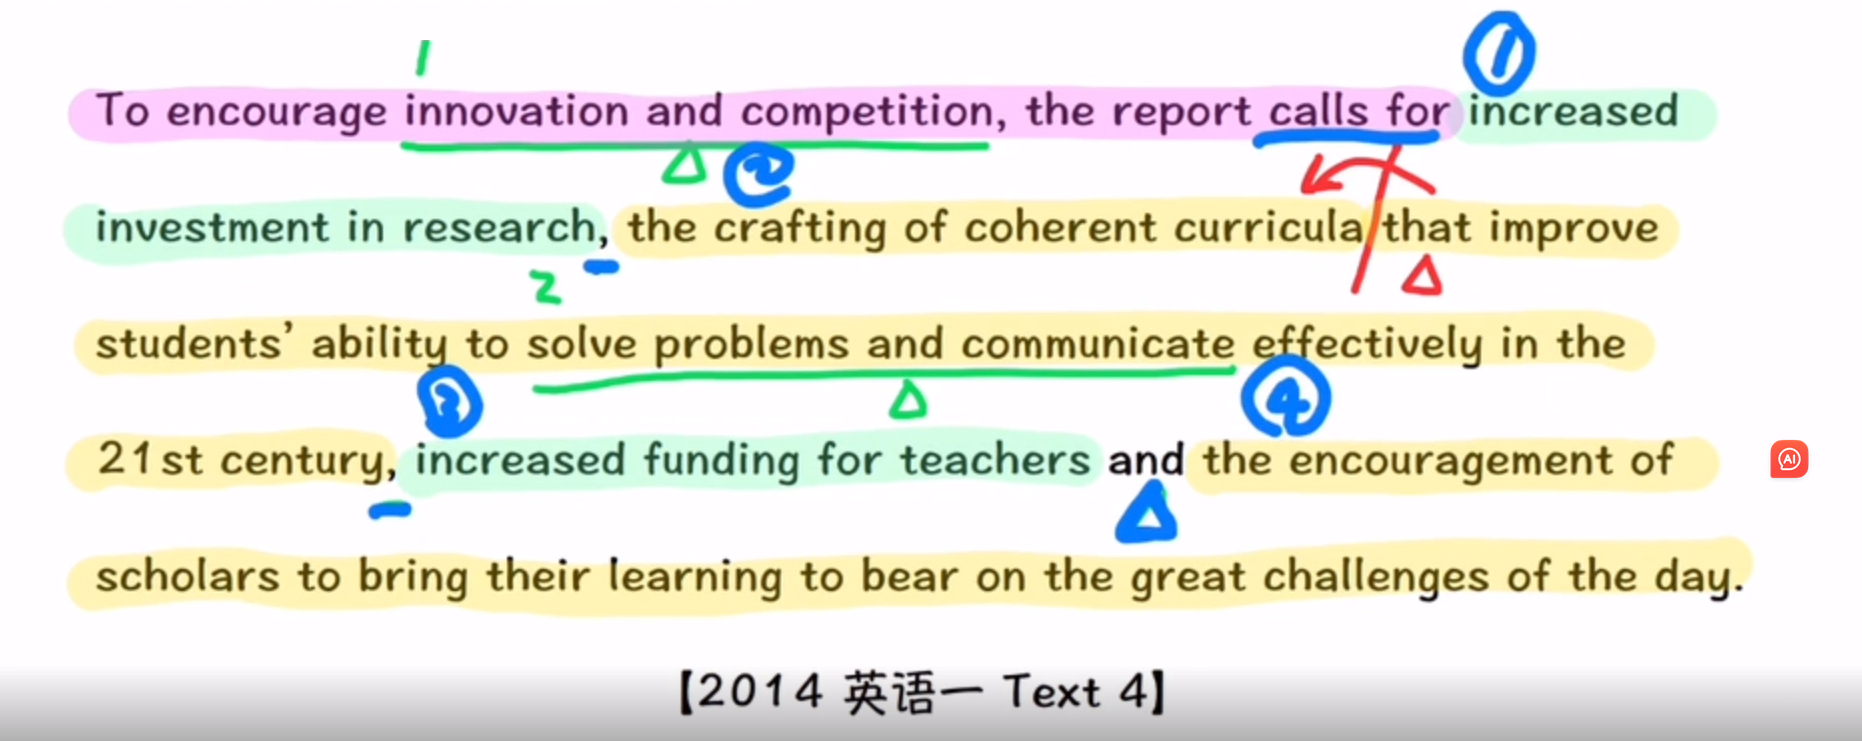 1
①
To encourage innovation and competition, the report calls for increased
②
investment in research, the crafting of coherent curricula that improve
2
students’ ability to solve problems and communicate effectively in the
③ ④
21st century, increased funding for teachers and the encouragement of
AI
scholars to bring their learning to bear on the great challenges of the day.
【2014 英语一 Text 4】